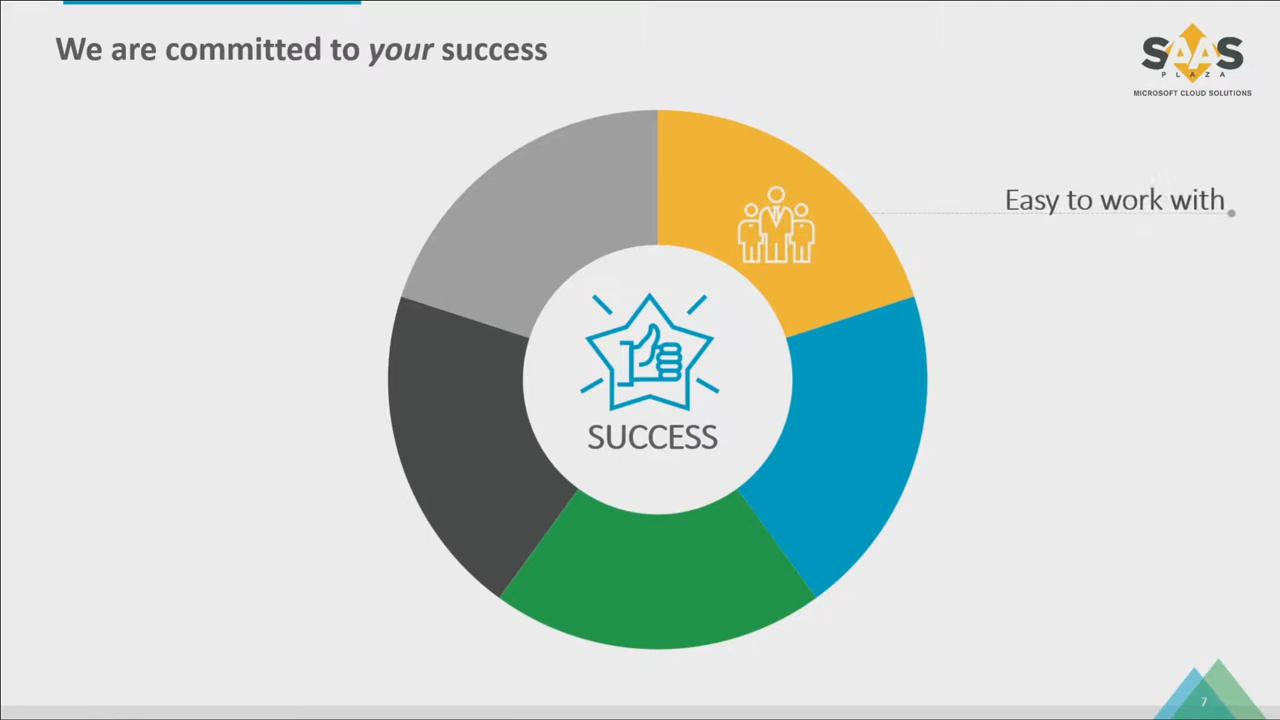 We are committed to your success
SAAS
PLAZA
MICROSOFT CLOUD SOLUTIONS
Easy to work with
SUCCESS
7